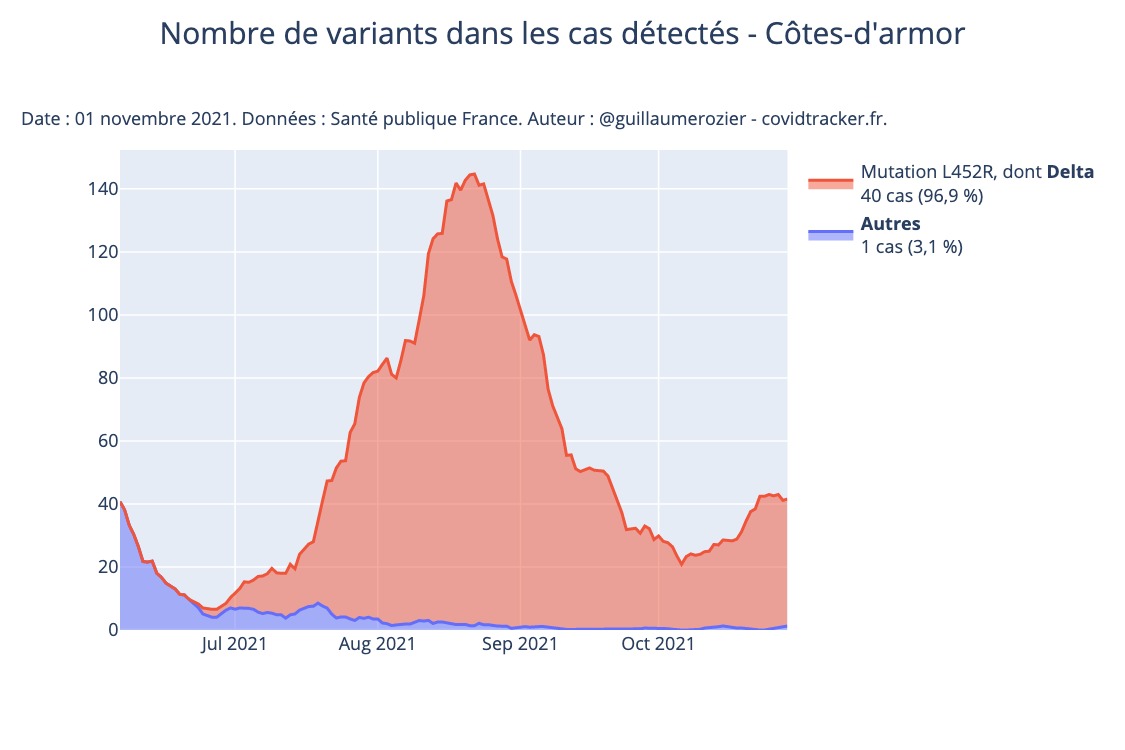 Nombre de variants dans les cas détectés - Côtes-d'armor
Date : 01 novembre 2021. Données : Santé publique France. Auteur : @guillaumerozier - covidtracker.fr.
Mutation L452R, dont Delta
40 cas (96,9 %)
Autres
1 cas (3,1 %)
140
120
100
80
60
40
20
0
Jul 2021
Aug 2021
Sep 2021
Oct 2021